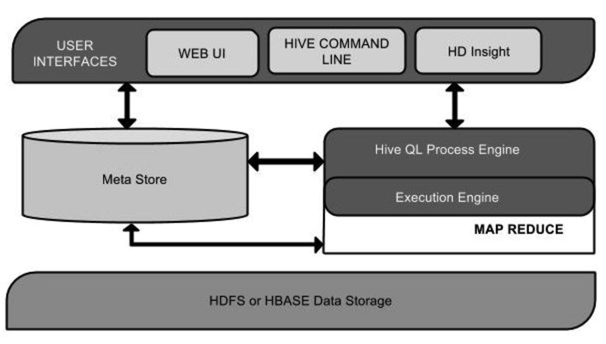 USER
INTERFACES
WEB UI
HIVE COMMAND
LINE
HD Insight
Meta Store
Hive QL Process Engine
Execution Engine
MAP REDUCE
HDFS or HBASE Data Storage